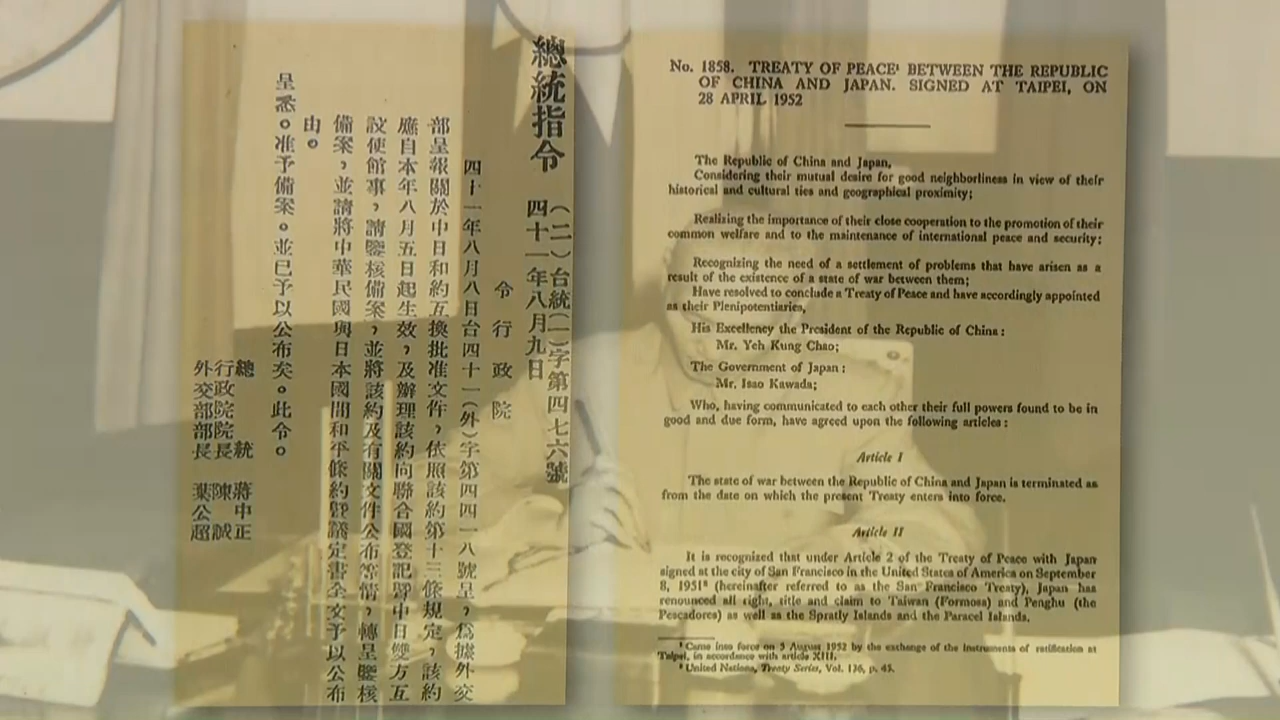 總統指令
（二）台統（一）字第四七六號
四十一年八月九日
令行政院
四十一年八月八日台四十一（外）字第四四一八號呈，為據外交
部呈報關於中日和約互換批准文件，依照該約第十三條規定，該約
應自本年八月五日起生效，及辦理該約向聯合國登記暨中日雙方互
設使館事，請鑒核備案，並將該約及有關文件公布等情，轉呈鑒核
備案，並請將中華民國與日本國間和平條約暨議定書全文予以公布
由。
呈悉。准予備案。並已予以公布矣。此令。
總統 蔣中正
行政院院長 陳誠
外交部部長 葉公超
No. 1858. TREATY OF PEACE¹ BETWEEN THE REPUBLIC
OF CHINA AND JAPAN. SIGNED AT TAIPEI, ON
28 APRIL 1952
The Republic of China and Japan,
Considering their mutual desire for good neighborliness in view of their
historical and cultural ties and geographical proximity;
Realizing the importance of their close cooperation to the promotion of their
common welfare and to the maintenance of international peace and security;
Recognizing the need of a settlement of problems that have arisen as a
result of the existence of a state of war between them;
Have resolved to conclude a Treaty of Peace and have accordingly appointed
as their Plenipotentiaries,
His Excellency the President of the Republic of China :
Mr. Yeh Kung Chao;
The Government of Japan :
Mr. Isao Kawada;
Who, having communicated to each other their full powers found to be in
good and due form, have agreed upon the following articles :
Article I
The state of war between the Republic of China and Japan is terminated as
from the date on which the present Treaty enters into force.
Article II
It is recognized that under Article 2 of the Treaty of Peace with Japan
signed at the city of San Francisco in the United States of America on September
8, 1951² (hereinafter referred to as the San Francisco Treaty), Japan has
renounced all right, title and claim to Taiwan (Formosa) and Penghu (the
Pescadores) as well as the Spratly Islands and the Paracel Islands.
¹ Came into force on 5 August 1952 by the exchange of the instruments of ratification at
Taipei, in accordance with article XIII.
² United Nations, Treaty Series, Vol. 136, p. 45.